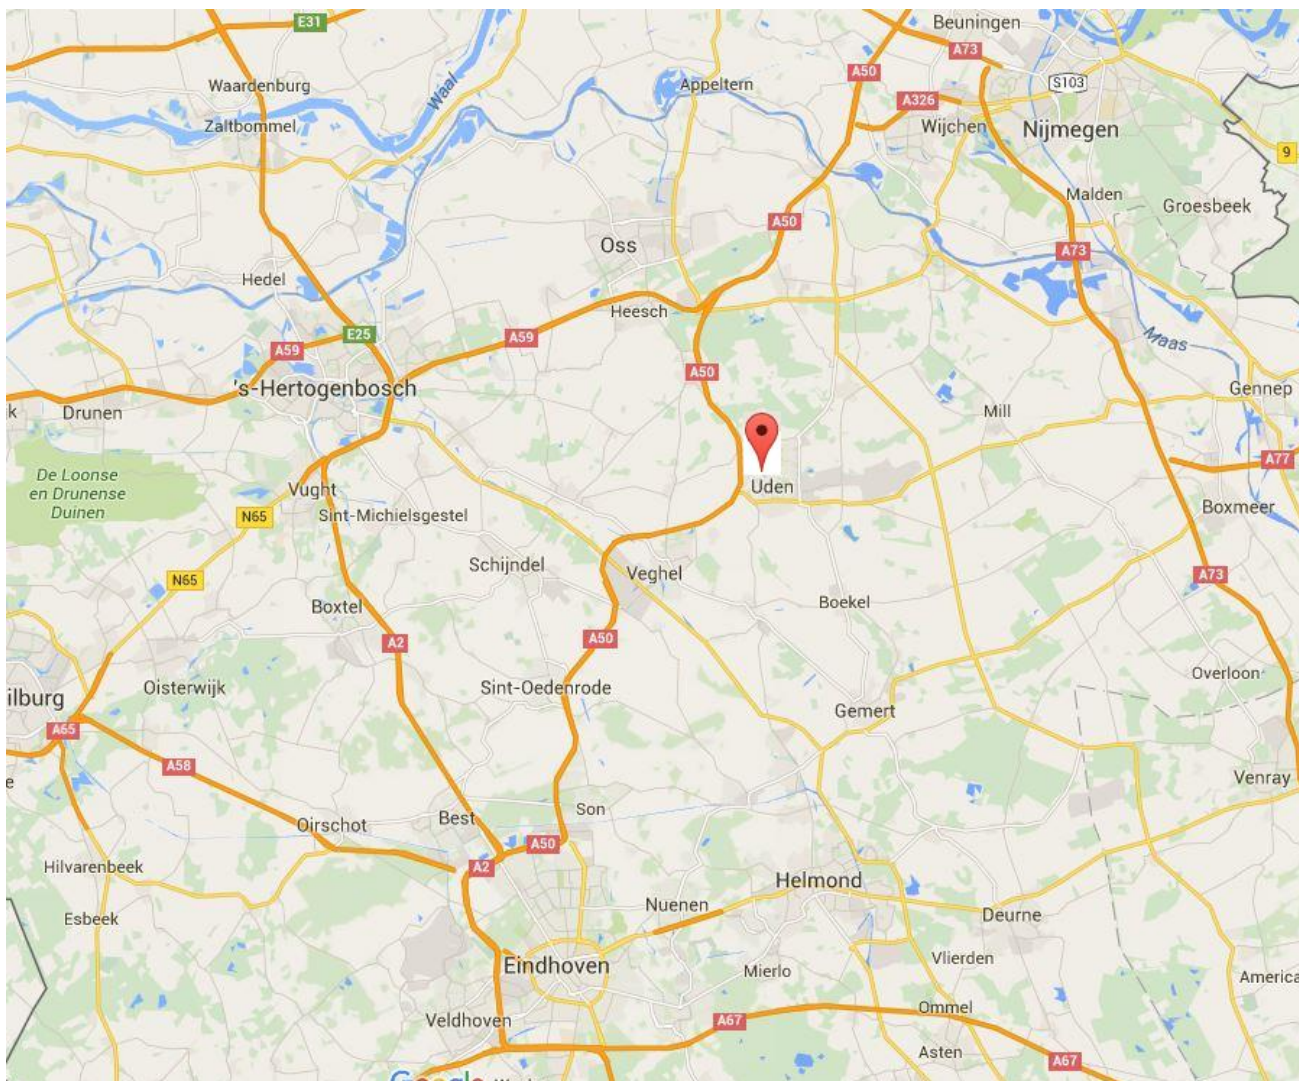 E31
Beuningen
A73
A50
S103
Waardenburg
Waal
Appeltern
A326
Zaltbommel
Wijchen
Nijmegen
9
Malden
Groesbeek
A50
Oss
A73
Hedel
Heesch
E25
A59
A59
Maas
A50
's-Hertogenbosch
Gennep
k
Drunen
Mill
A77
De Loonse
en Drunense
Duinen
Vught
Uden
N65
Sint-Michielsgestel
Boxmeer
Schijndel
Veghel
A73
N65
Boxtel
Boekel
A2
A50
Overloon
Oisterwijk
Sint-Oedenrode
ilburg
Gemert
A65
A58
e
Venray
Son
Best
Oirschot
A50
Hilvarenbeek
A2
Helmond
Nuenen
Esbeek
Deurne
Vlierden
Eindhoven
Mierlo
America
Ommel
Veldhoven
A67
Asten
A67
Google